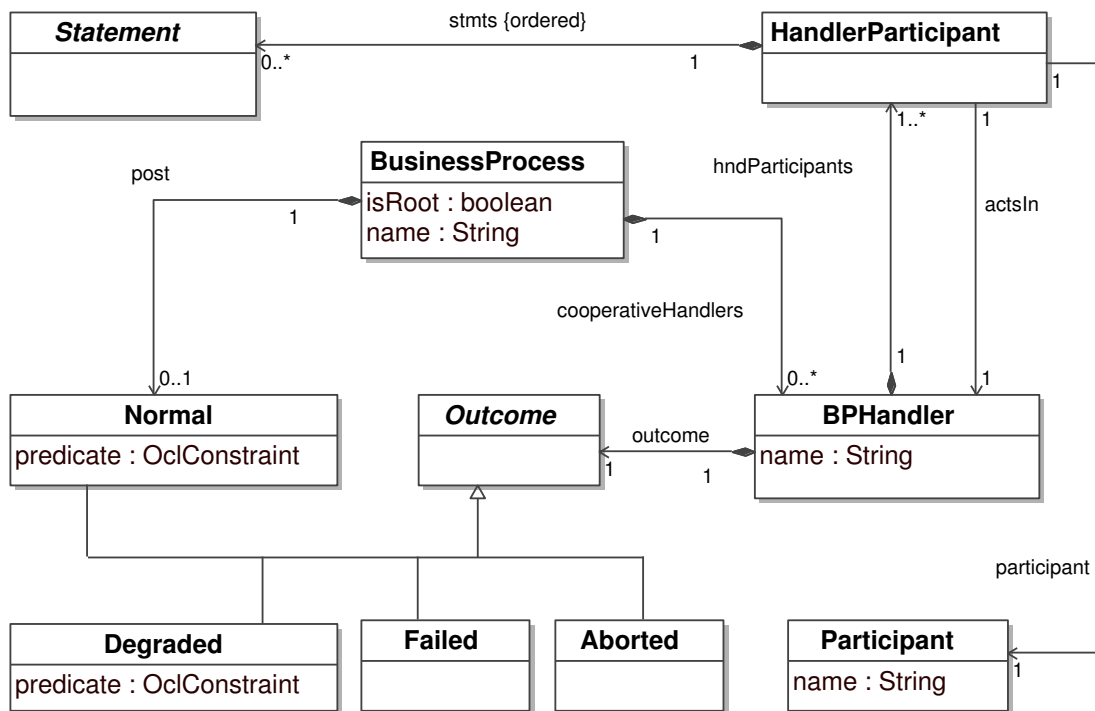 Statement
stmts {ordered}
HandlerParticipant
0..*
1
1
1..*
1
BusinessProcess
isRoot : boolean
name : String
post
1
1
hndParticipants
actsIn
cooperativeHandlers
0..1
0..*
1
1
Normal
predicate : OclConstraint
Outcome
outcome
1
1
BPHandler
name : String
participant
Degraded
predicate : OclConstraint
Failed
Aborted
Participant
name : String
1